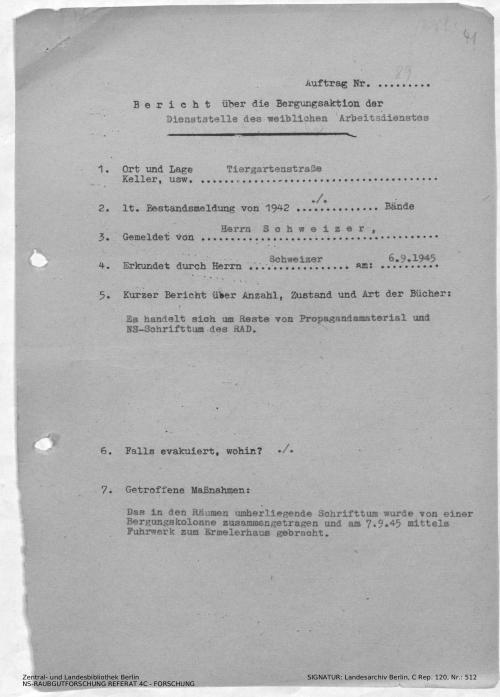 41
Auftrag Nr. 89.........
B e r i c h t über die Bergungsaktion der
Dienststelle des weiblichen Arbeitsdienstes
1. Ort und Lage Tiergartenstraße
Keller, usw. ........................................
2. lt. Bestandsmeldung von 1942 ..../......... Bände
3. Gemeldet von Herrn S c h w e i z e r ,
4. Erkundet durch Herrn Schweizer am: 6.9.1945
5. Kurzer Bericht über Anzahl, Zustand und Art der Bücher:
Es handelt sich um Reste von Propagandamaterial und
NS-Schrifttum des RAD.
6. Falls evakuiert, wohin? ./.
7. Getroffene Maßnahmen:
Das in den Räumen umherliegende Schrifttum wurde von einer
Bergungskolonne zusammengetragen und am 7.9.45 mittels
Fuhrwerk zum Ermelerhaus gebracht.
Zentral- und Landesbibliothek Berlin
NS-RAUBGUTFORSCHUNG REFERAT 4C - FORSCHUNG
SIGNATUR: Landesarchiv Berlin, C Rep. 120, Nr.: 512